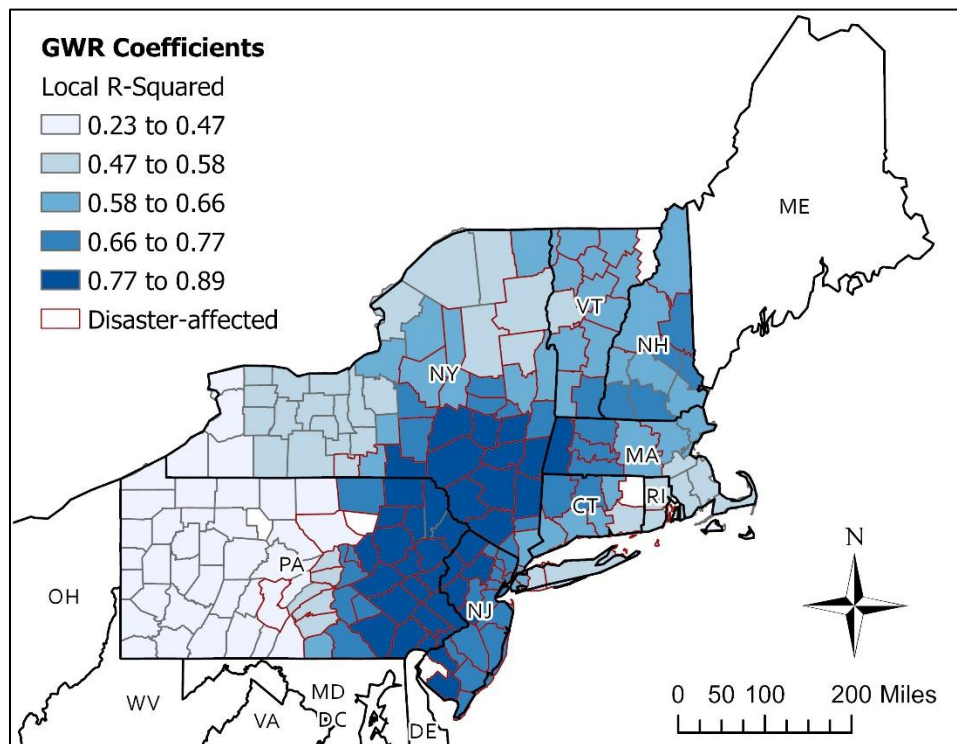 GWR Coefficients
Local R-Squared
0.23 to 0.47
0.47 to 0.58
0.58 to 0.66
0.66 to 0.77
0.77 to 0.89
Disaster-affected
ME
VT
NH
NY
MA
CT
RI
PA
NJ
OH
WV
MD
VA
DC
DE
N
0 50 100 200 Miles